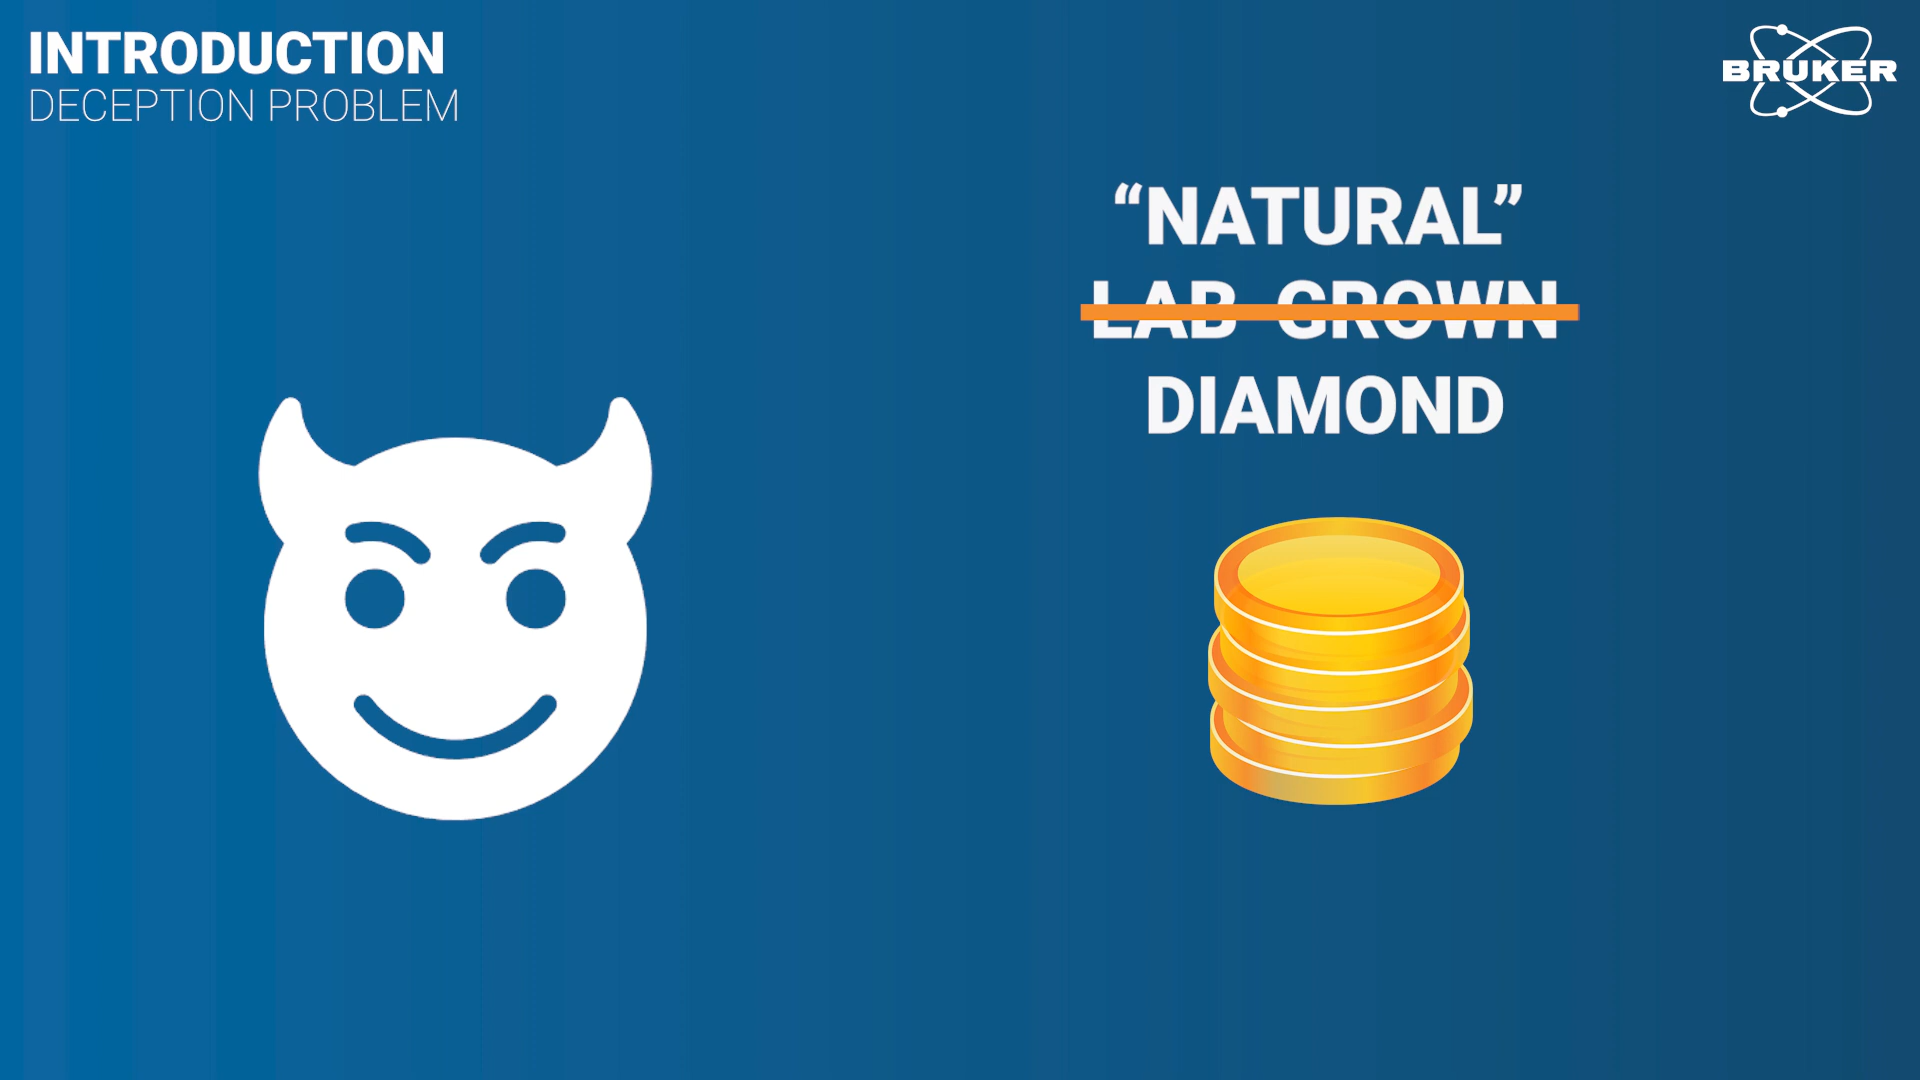 INTRODUCTION
DECEPTION PROBLEM
BRUKER
“NATURAL”
LAB-GROWN
DIAMOND